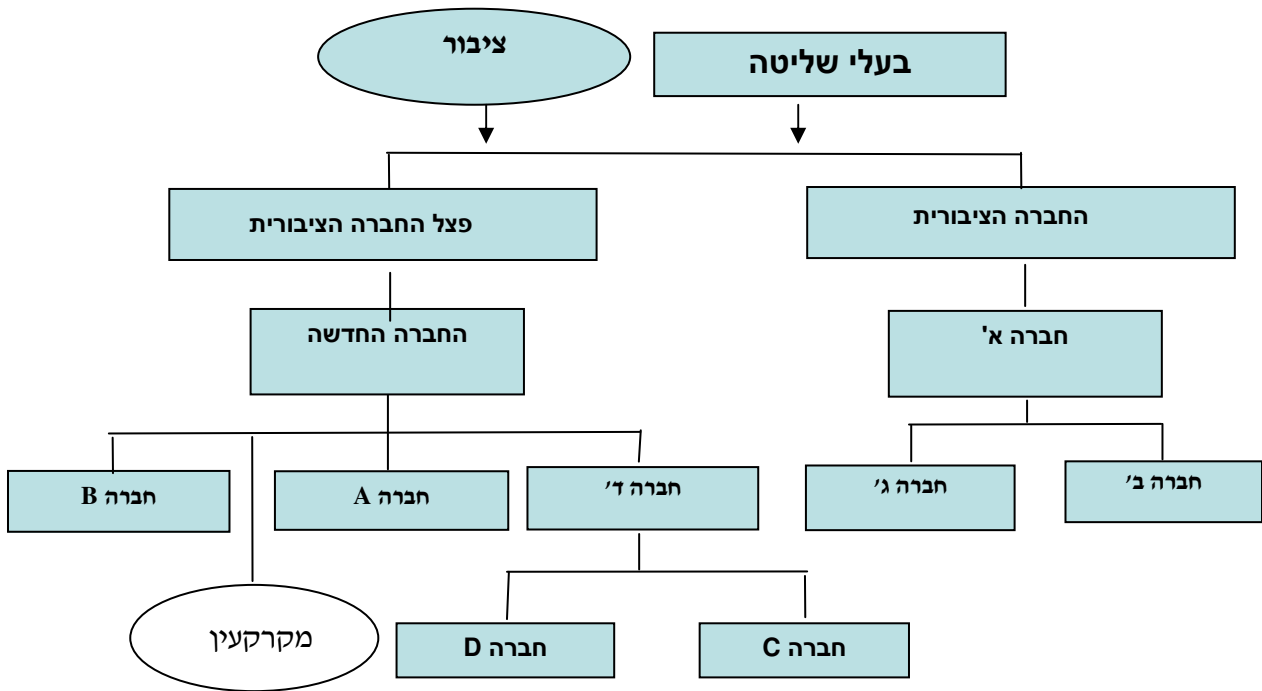 בעלי שליטה
ציבור
החברה הציבורית
פצל החברה הציבורית
חברה א'
החברה החדשה
חברה ב׳
חברה ג׳
חברה ד׳
חברה A
חברה B
חברה C
חברה D
מקרקעין